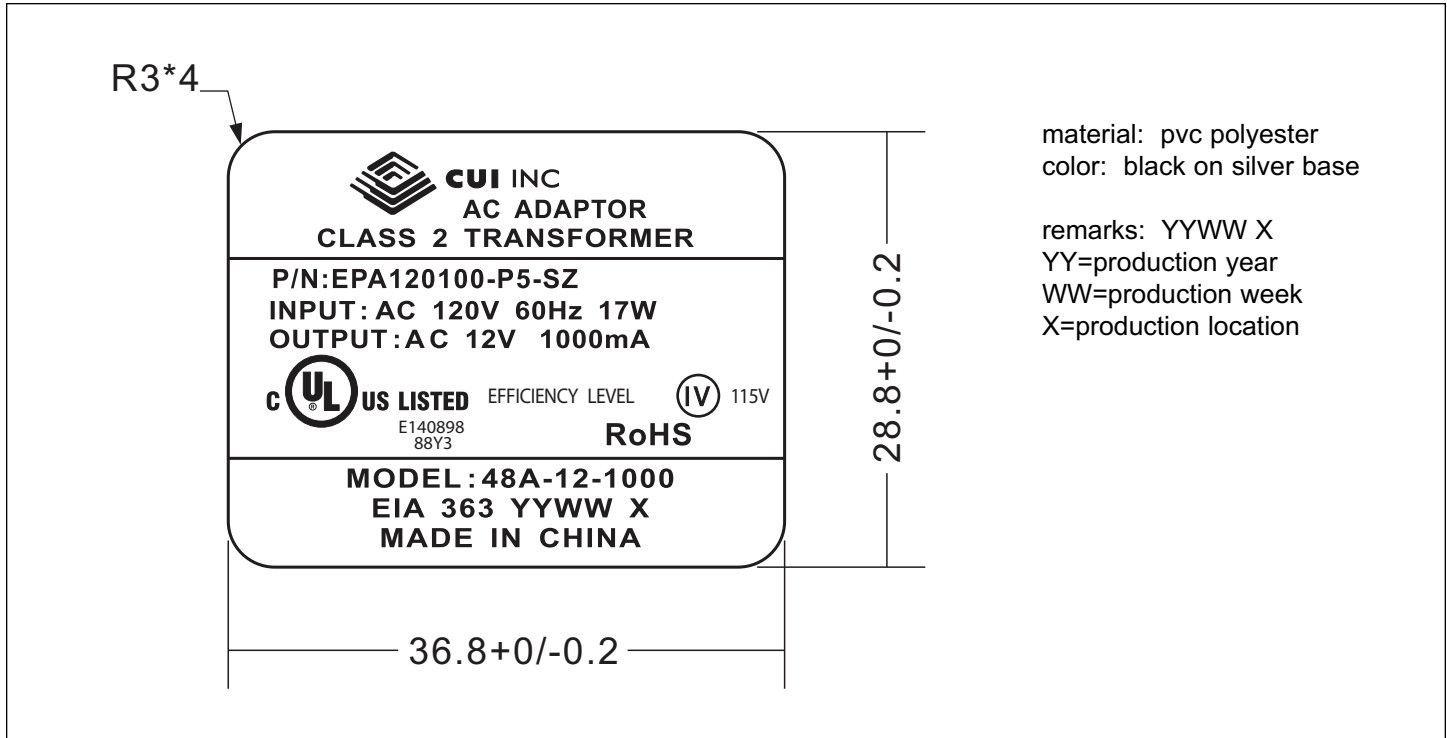 R3*4
CUI INC
AC ADAPTOR
CLASS 2 TRANSFORMER
P/N:EPA120100-P5-SZ
INPUT: AC 120V 60Hz 17W
OUTPUT:AC 12V 1000mA
C UL ® US LISTED EFFICIENCY LEVEL IV 115V
E140898
88Y3
RoHS
MODEL:48A-12-1000
EIA 363 YYWW X
MADE IN CHINA
36.8+0/-0.2
28.8+0/-0.2
material: pvc polyester
color: black on silver base
remarks: YYWW X
YY=production year
WW=production week
X=production location